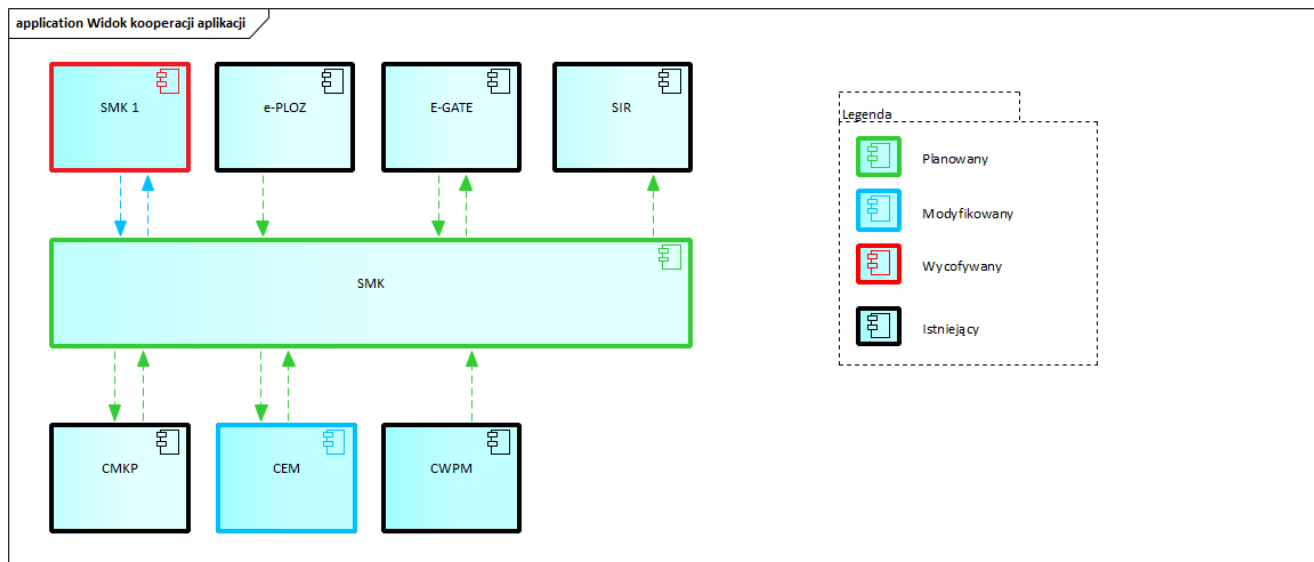 application Widok kooperacji aplikacji
SMK 1
e-PLOZ
E-GATE
SIR
SMK
CMKP
CEM
CWPM
Legenda
Planowany
Modyfikowany
Wycofywany
Istniejący